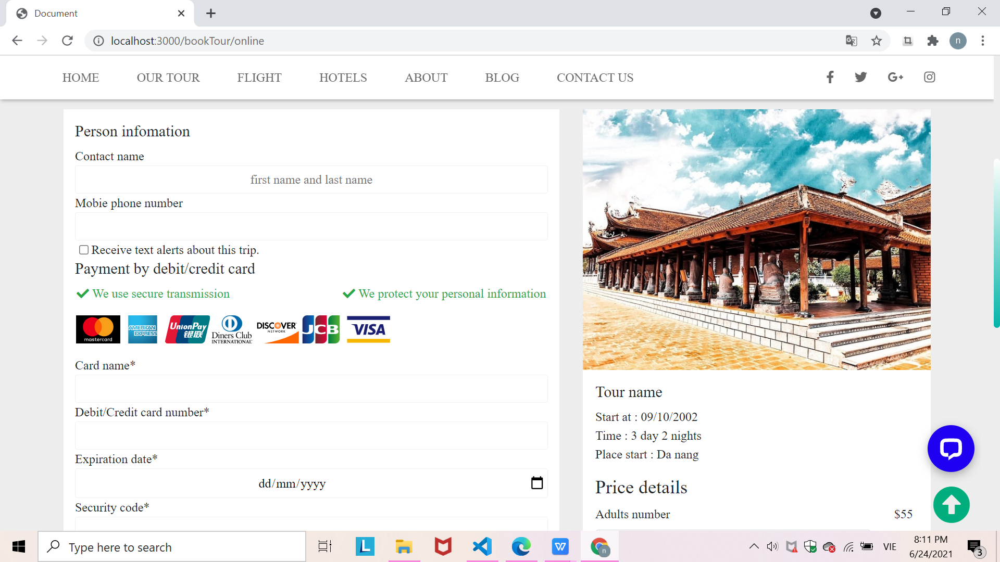 Document
localhost:3000/bookTour/online
n
HOME OUR TOUR FLIGHT HOTELS ABOUT BLOG CONTACT US
G+
Person infomation
Contact name
first name and last name
Mobie phone number
Receive text alerts about this trip.
Payment by debit/credit card
We use secure transmission
We protect your personal information
mastercard
AMERICAN EXPRESS
UnionPay
银联
Diners Club
INTERNATIONAL
DISCOVER
NETWORK
JCB
VISA
Card name*
Debit/Credit card number*
Expiration date*
dd/mm/yyyy
Security code*
Tour name
Start at : 09/10/2002
Time : 3 day 2 nights
Place start : Da nang
Price details
Adults number $55
Type here to search
L
W
n
VIE
8:11 PM
6/24/2021
3